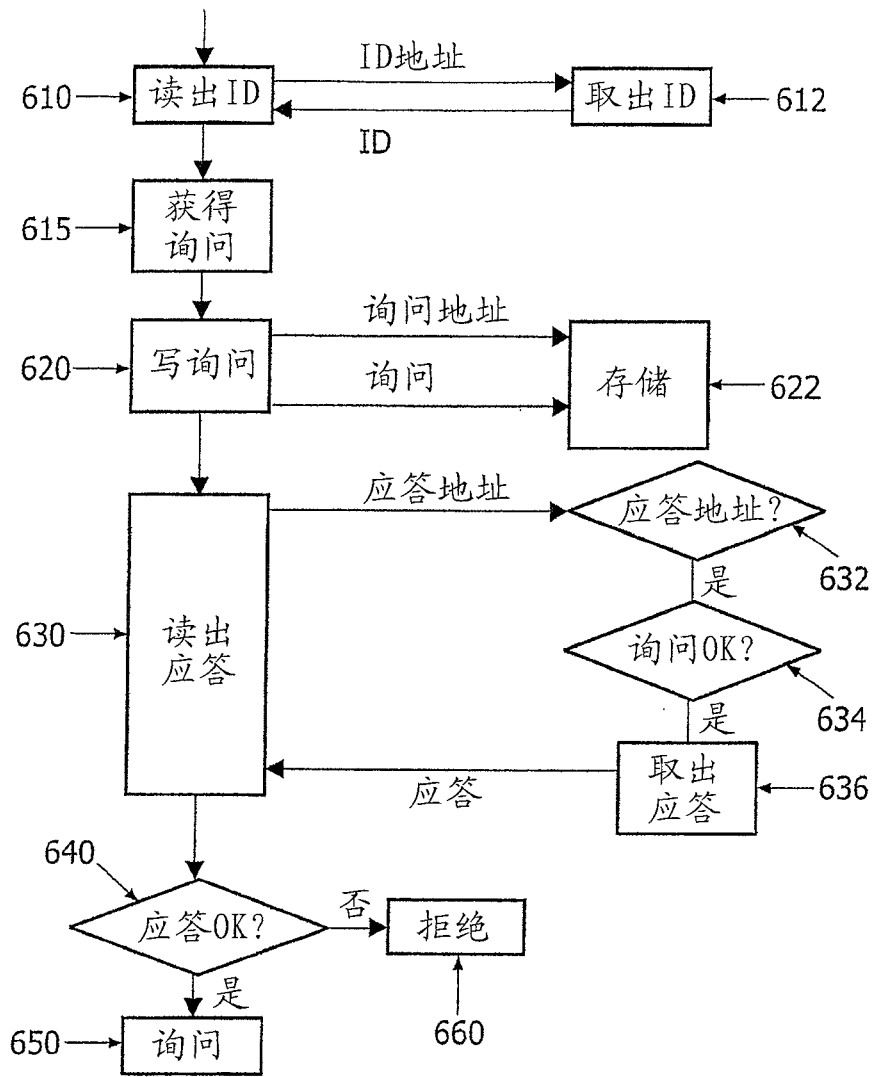 ID地址
610
读出ID
取出ID
612
ID
615
获得
询问
询问地址
620
写询问
询问
存储
622
应答地址
应答地址?
632
是
630
读出
应答
询问OK?
634
是
取出
应答
636
应答
640
应答OK?
否
拒绝
是
660
650
询问